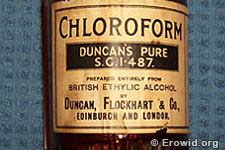 CHLOROFORM
DUNCAN'S PURE
S.G. 1·487.
PREPARED ENTIRELY FROM
BRITISH ETHYLIC ALCOHOL
BY
DUNCAN, FLOCKHART & CO.,
EDINBURGH AND LONDON.
© Erowid.org